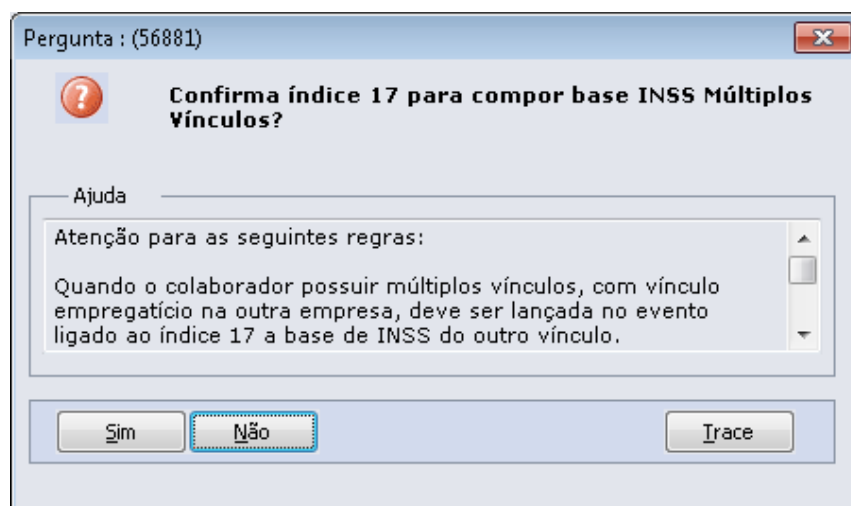 Pergunta : (56881)
Confirma índice 17 para compor base INSS Múltiplos
Vínculos?
Ajuda
Atenção para as seguintes regras:
Quando o colaborador possuir múltiplos vínculos, com vínculo
empregatício na outra empresa, deve ser lançada no evento
ligado ao índice 17 a base de INSS do outro vínculo.
Sim Não Trace